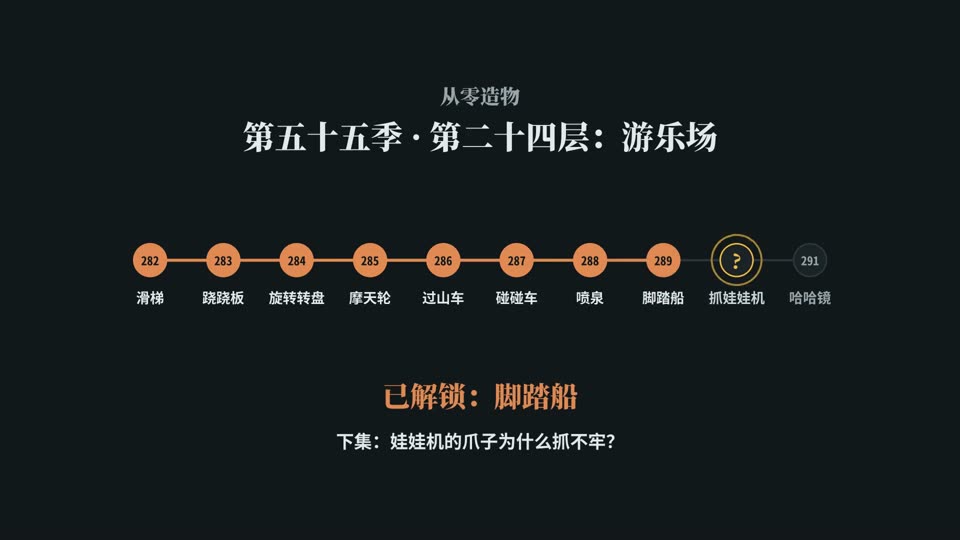 从零造物
第五十五季 · 第二十四层：游乐场
282 283 284 285 286 287 288 289 ? 291
滑梯 跷跷板 旋转转盘 摩天轮 过山车 碰碰车 喷泉 脚踏船 抓娃娃机 哈哈镜
已解锁：脚踏船
下集：娃娃机的爪子为什么抓不牢？